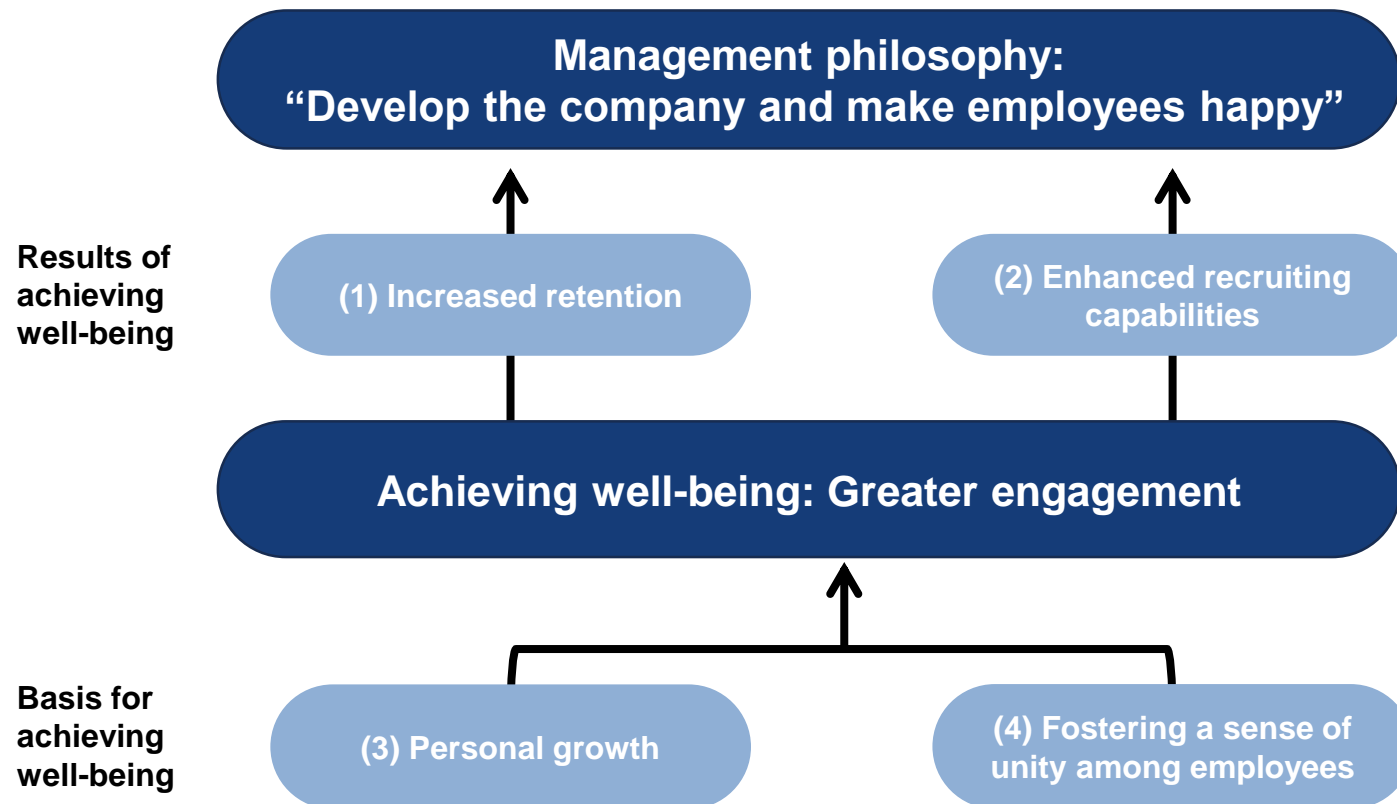 Management philosophy:
“Develop the company and make employees happy”
Results of
achieving
well-being
(1) Increased retention
(2) Enhanced recruiting
capabilities
Achieving well-being: Greater engagement
Basis for
achieving
well-being
(3) Personal growth
(4) Fostering a sense of
unity among employees